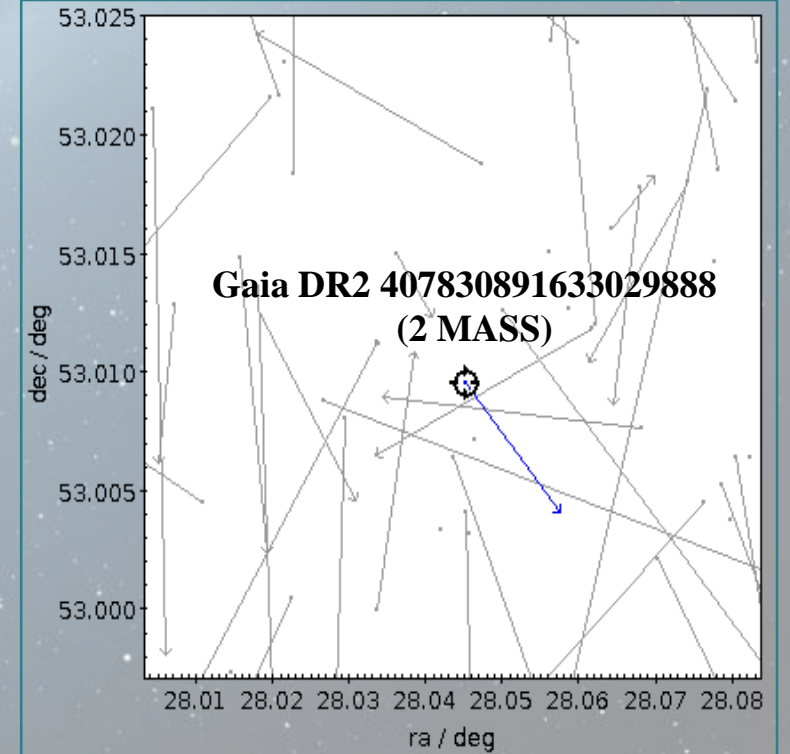 53.025
53.020
53.015
Gaia DR2 407830891633029888
(2 MASS)
53.010
53.005
53.000
dec / deg
28.01 28.02 28.03 28.04 28.05 28.06 28.07 28.08
ra / deg